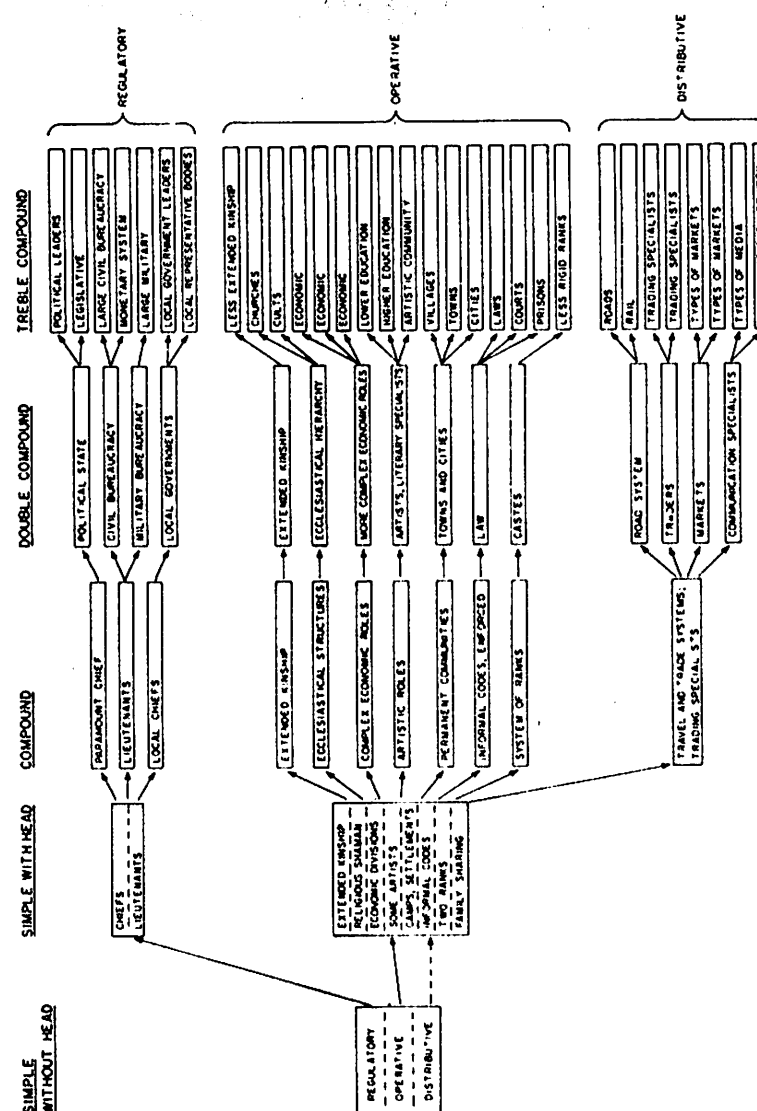 SIMPLE
WITHOUT HEAD
SIMPLE WITH HEAD
COMPOUND
DOUBLE COMPOUND
TREBLE COMPOUND
REGULATORY
OPERATIVE
DISTRIBUTIVE
CHIEFS
LIEUTENANTS
EXTENDED KINSHIP
RELIGIOUS SHAMAN
ECONOMIC DIVISIONS
SOME ARTISTS
CAMPS, SETTLEMENTS
INFORMAL CODES
TWO RANKS
FAMILY SHARING
PARAMOUNT CHIEF
LIEUTENANTS
LOCAL CHIEFS
EXTENDED KINSHIP
ECCLESIASTICAL STRUCTURES
COMPLEX ECONOMIC ROLES
ARTISTIC ROLES
PERMANENT COMMUNITIES
INFORMAL CODES, ENFORCED
SYSTEM OF RANKS
TRAVEL AND TRADE SYSTEMS;
TRADING SPECIALISTS
POLITICAL STATE
CIVIL BUREAUCRACY
MILITARY BUREAUCRACY
LOCAL GOVERNMENTS
EXTENDED KINSHIP
ECCLESIASTICAL HIERARCHY
MORE COMPLEX ECONOMIC ROLES
ARTISTS, LITERARY SPECIALISTS
TOWNS AND CITIES
LAW
CASTES
ROAD SYSTEM
TRADERS
MARKETS
COMMUNICATION SPECIALISTS
POLITICAL LEADERS
LEGISLATIVE
LARGE CIVIL BUREAUCRACY
MONETARY SYSTEM
LARGE MILITARY
LOCAL GOVERNMENT LEADERS
LOCAL REPRESENTATIVE BODIES
LESS EXTENDED KINSHIP
CHURCHES
CULTS
ECONOMIC
ECONOMIC
ECONOMIC
LOWER EDUCATION
HIGHER EDUCATION
ARTISTIC COMMUNITY
VILLAGES
TOWNS
CITIES
LAWS
COURTS
PRISONS
LESS RIGID RANKS
ROADS
RAIL
TRADING SPECIALISTS
TRADING SPECIALISTS
TYPES OF MARKETS
TYPES OF MARKETS
TYPES OF MEDIA
REGULATORY
OPERATIVE
DISTRIBUTIVE